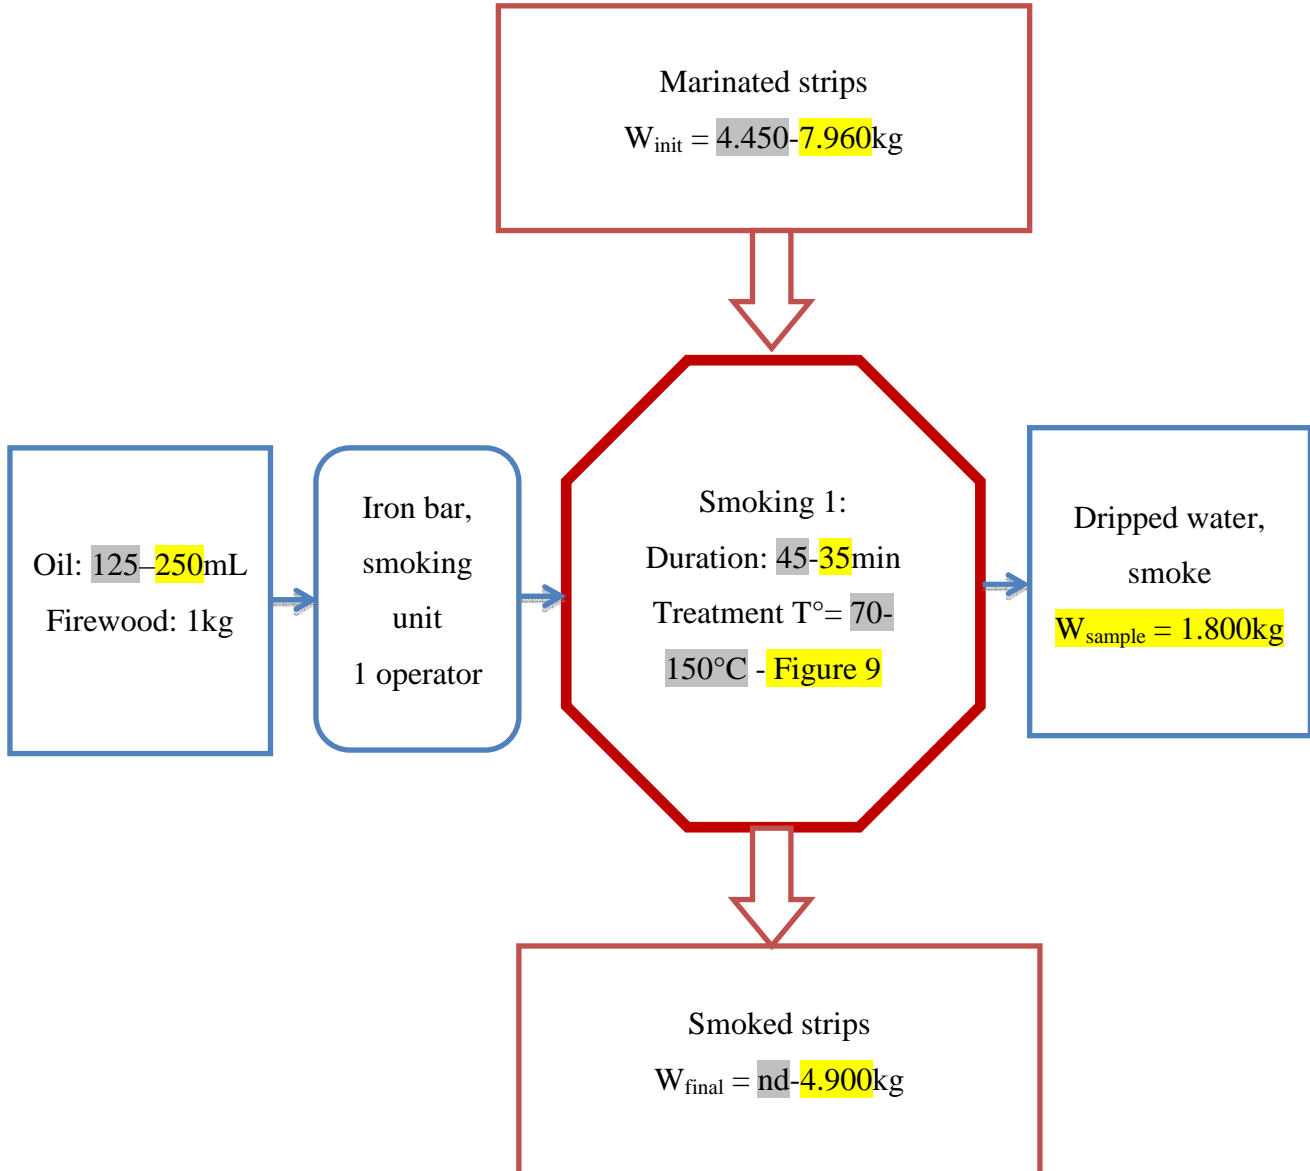 Marinated strips
Winit = 4.450-7.960kg
Oil: 125–250mL
Firewood: 1kg
Iron bar,
smoking
unit
1 operator
Smoking 1:
Duration: 45-35min
Treatment T°= 70-
150°C - Figure 9
Dripped water,
smoke
Wsample = 1.800kg
Smoked strips
Wfinal = nd-4.900kg